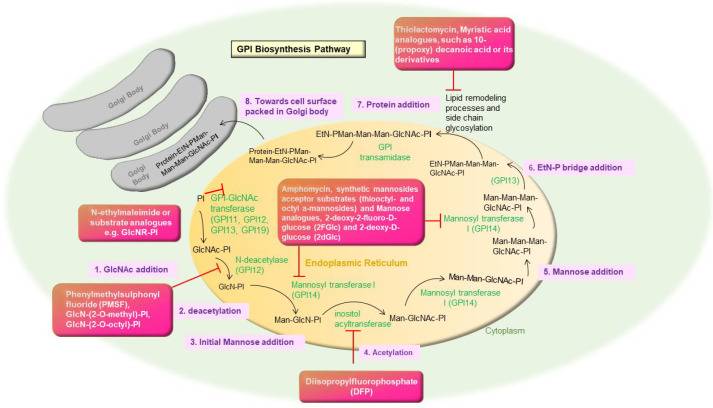 GPI Biosynthesis Pathway
Thiolactomycin, Myristic acid
analogues, such as 10-
(propoxy) decanoic acid or its
derivatives
Golgi Body
Golgi Body
Golgi
Body
Protein-EtN-PMan-
Man-Man-GlcNAc-PI
8. Towards cell surface
packed in Golgi body
7. Protein addition
Lipid remodeling
processes and
side chain
glycosylation
EtN-PMan-Man-Man-GlcNAc-PI
GPI
transamidase
Protein-EtN-PMan-
Man-Man-GlcNAc-PI
EtN-PMan-Man-Man-
GlcNAc-PI
6. EtN-P bridge addition
(GPI13)
Man-Man-Man-
GlcNAc-PI
N-ethylmaleimide or
substrate analogues
e.g. GlcNR-PI
PI
GPI-GlcNAc
transferase
(GPI11, GPI2,
GPI3, GPI19)
Amphomycin, synthetic mannosides
acceptor substrates (thiooctyl- and
octyl a-mannosides) and Mannose
analogues, 2-deoxy-2-fluoro-D-
glucose (2FGlc) and 2-deoxy-D-
glucose (2dGlc)
Mannosyl transferase
I (GPI14)
Man-Man-Man-
GlcNAc-PI
GlcNAc-PI
N-deacetylase
(GPI12)
Endoplasmic Reticulum
1. GlcNAc addition
5. Mannose addition
Man-Man-GlcNAc-PI
GlcN-PI
Mannosyl transferase I
(GPI14)
Mannosyl transferase
I (GPI14)
Phenylmethylsulphonyl
fluoride (PMSF),
GlcN-(2-O-methyl)-PI,
GlcN-(2-O-octyl)-PI
2. deacetylation
Man-GlcN-PI
inositol
acyltransferase
Man-GlcNAc-PI
Cytoplasm
3. Initial Mannose addition
4. Acetylation
Diisopropylfluorophosphate
(DFP)